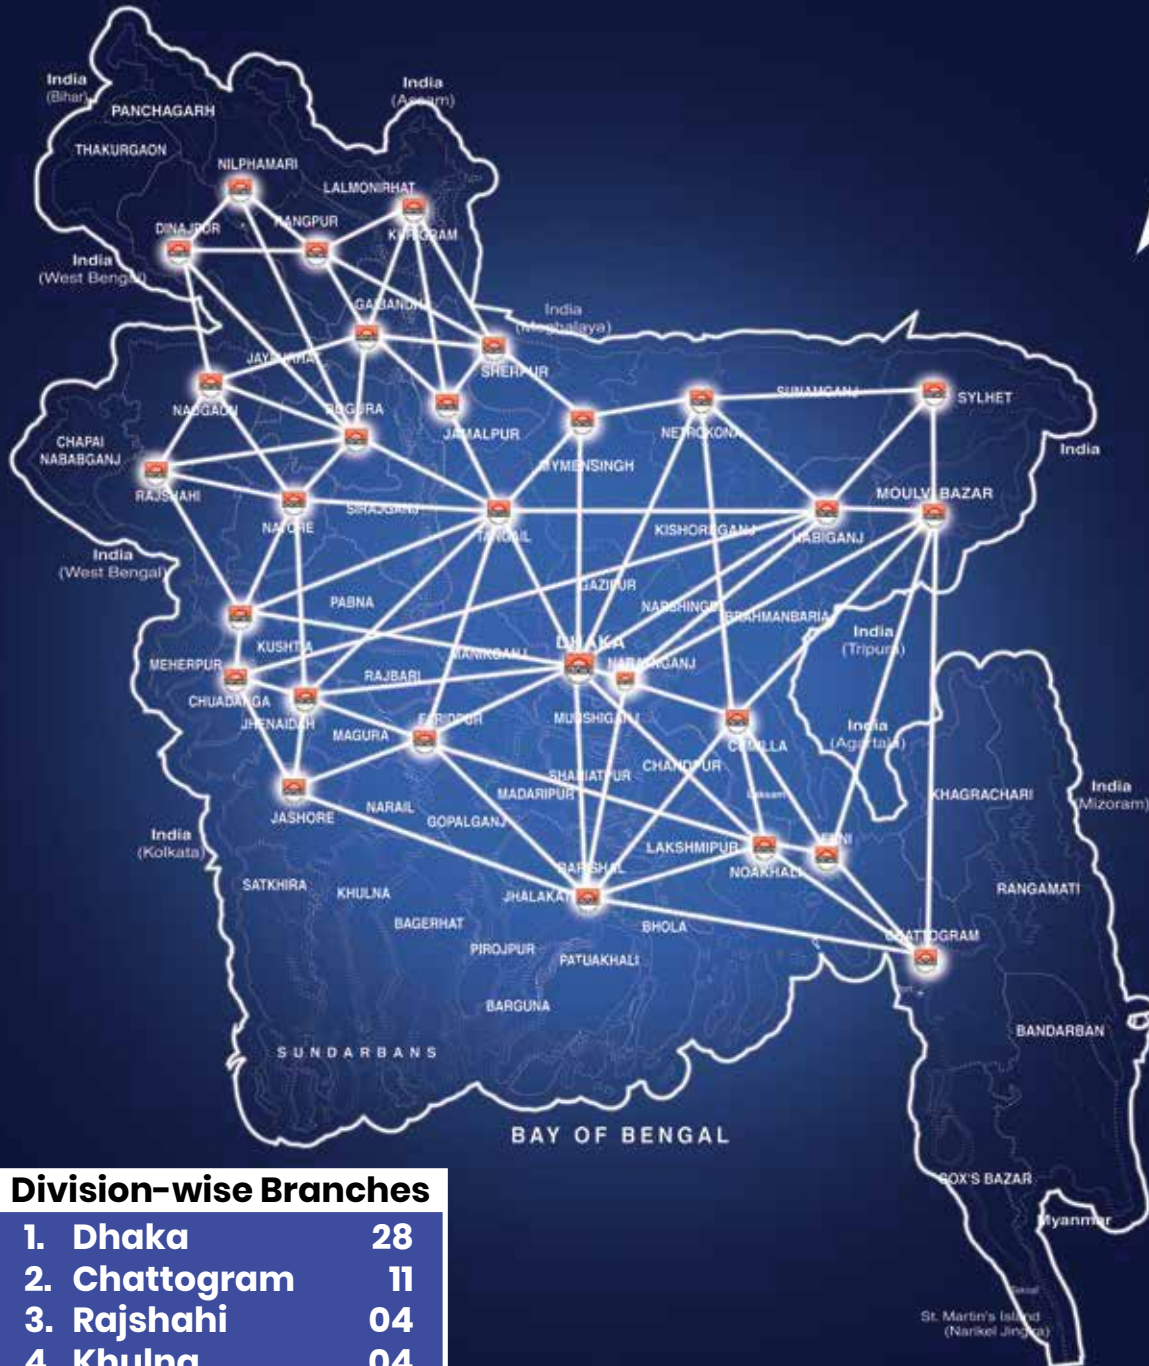 India
(Bihar)
India
(Assam)
PANCHAGARH
THAKURGAON
NILPHAMARI
LALMONIRHAT
DINAJPUR
RANGPUR
KURIGRAM
India
(West Bengal)
GAIBANDHA
India
(Meghalaya)
JAYPURHAT
SHERPUR
NAOGAON
BOGURA
JAMALPUR
NETROKONA
SUNAMGANJ
SYLHET
CHAPAI
NABABGANJ
MYMENSINGH
India
RAJSHAHI
MOULVI BAZAR
NATORE
SIRAJGANJ
TANGAIL
KISHOREGANJ
HABIGANJ
India
(West Bengal)
GAZIPUR
PABNA
NARSHINGDI
BRAHMANBARIA
KUSHTIA
DHAKA
India
(Tripura)
MEHERPUR
MANIKGANJ
NARAYANGANJ
RAJBARI
CHUADANGA
JHENAIDAH
FARIDPUR
MUNSHIGANJ
MAGURA
COMILLA
India
(Agartala)
CHANDPUR
SHARIATPUR
MADARIPUR
Laksam
KHAGRACHARI
India
(Mizoram)
NARAIL
JASHORE
GOPALGANJ
India
(Kolkata)
LAKSHMIPUR
FENI
BARISHAL
NOAKHALI
SATKHIRA
KHULNA
JHALAKATI
RANGAMATI
BAGERHAT
BHOLA
CHATTOGRAM
PIROJPUR
PATUAKHALI
BARGUNA
BANDARBAN
SUNDARBANS
BAY OF BENGAL
COX'S BAZAR
Myanmar
St. Martin's Island
(Narikel Jingira)
Division-wise Branches
1. Dhaka 28
2. Chattogram 11
3. Rajshahi 04
4. Khulna 04